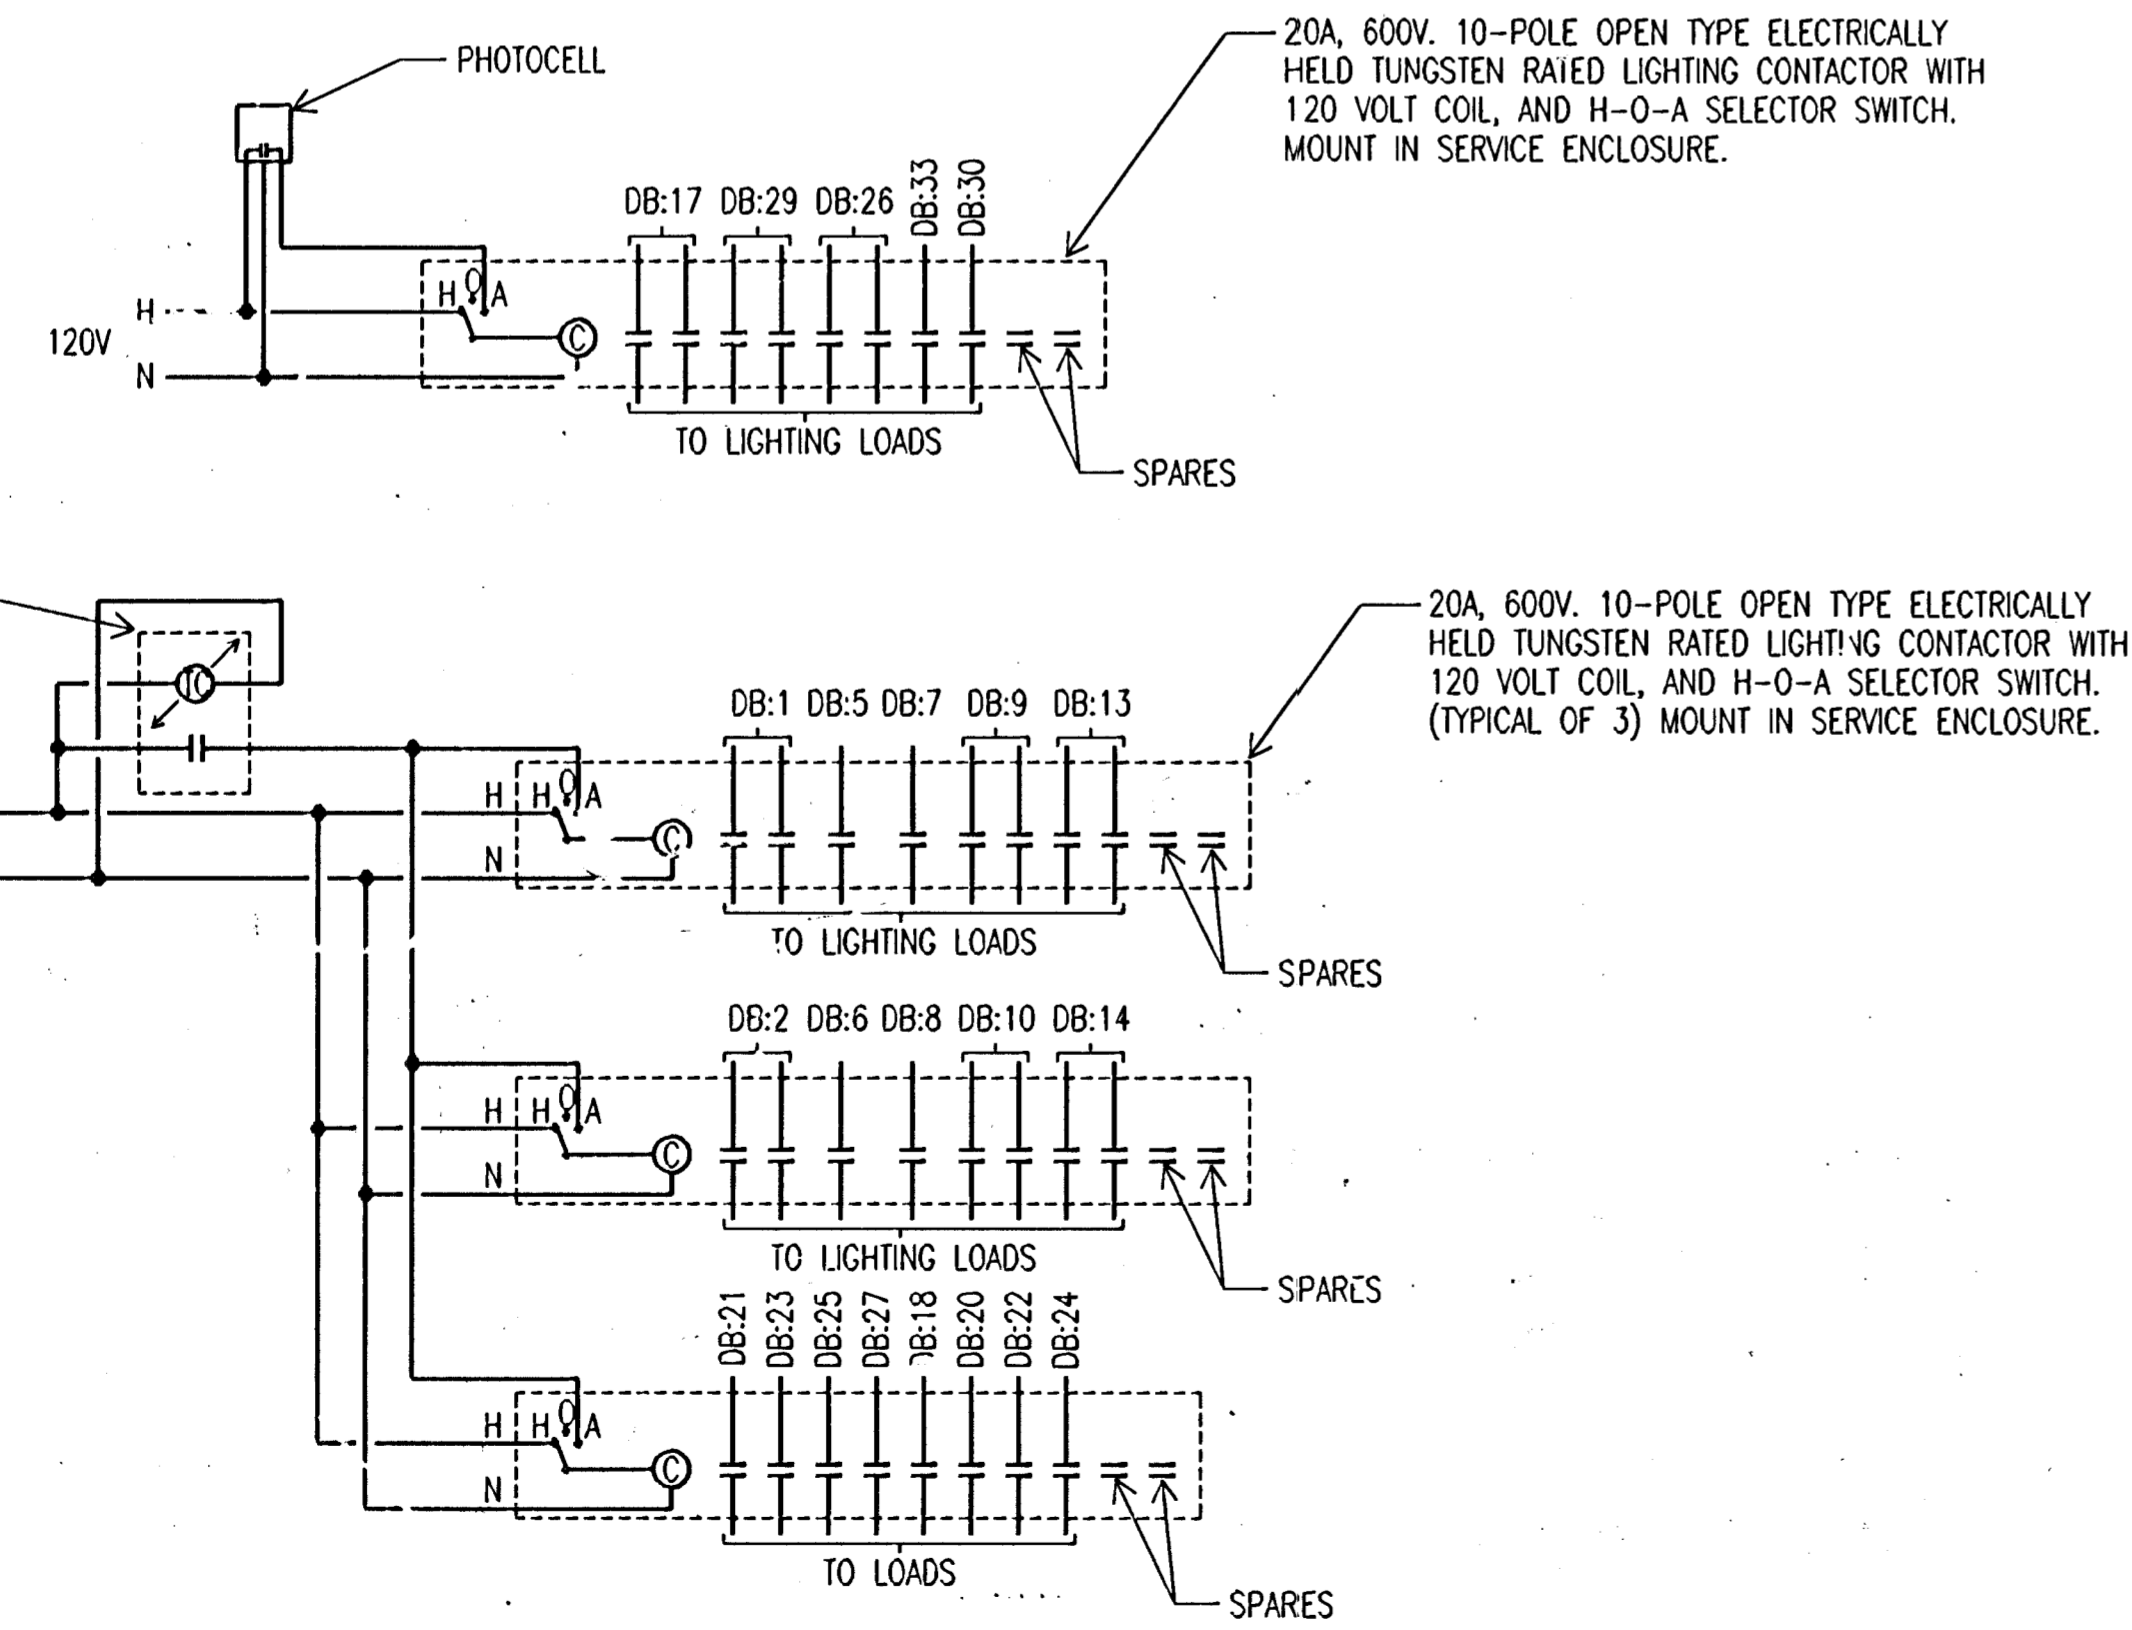 PHOTOCELL
20A, 600V. 10-POLE OPEN TYPE ELECTRICALLY
HELD TUNGSTEN RATED LIGHTING CONTACTOR WITH
120 VOLT COIL, AND H-O-A SELECTOR SWITCH.
MOUNT IN SERVICE ENCLOSURE.
DB:17 DB:29 DB:26 DB:33 DB:30
H O A
H
120V
C
N
TO LIGHTING LOADS
SPARES
20A, 600V. 10-POLE OPEN TYPE ELECTRICALLY
HELD TUNGSTEN RATED LIGHTING CONTACTOR WITH
120 VOLT COIL, AND H-O-A SELECTOR SWITCH.
(TYPICAL OF 3) MOUNT IN SERVICE ENCLOSURE.
DB:1 DB:5 DB:7 DB:9 DB:13
H H O A
C
N
TO LIGHTING LOADS
SPARES
DB:2 DB:6 DB:8 DB:10 DB:14
H H O A
C
N
TO LIGHTING LOADS
SPARES
DB:21 DB:23 DB:25 DB:27 DB:18 DB:20 DB:22 DB:24
H H O A
C
N
TO LOADS
SPARES